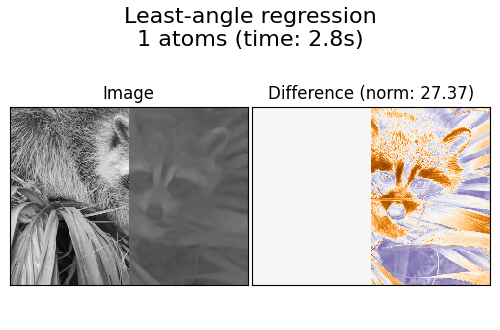 Least-angle regression
1 atoms (time: 2.8s)
Image
Difference (norm: 27.37)